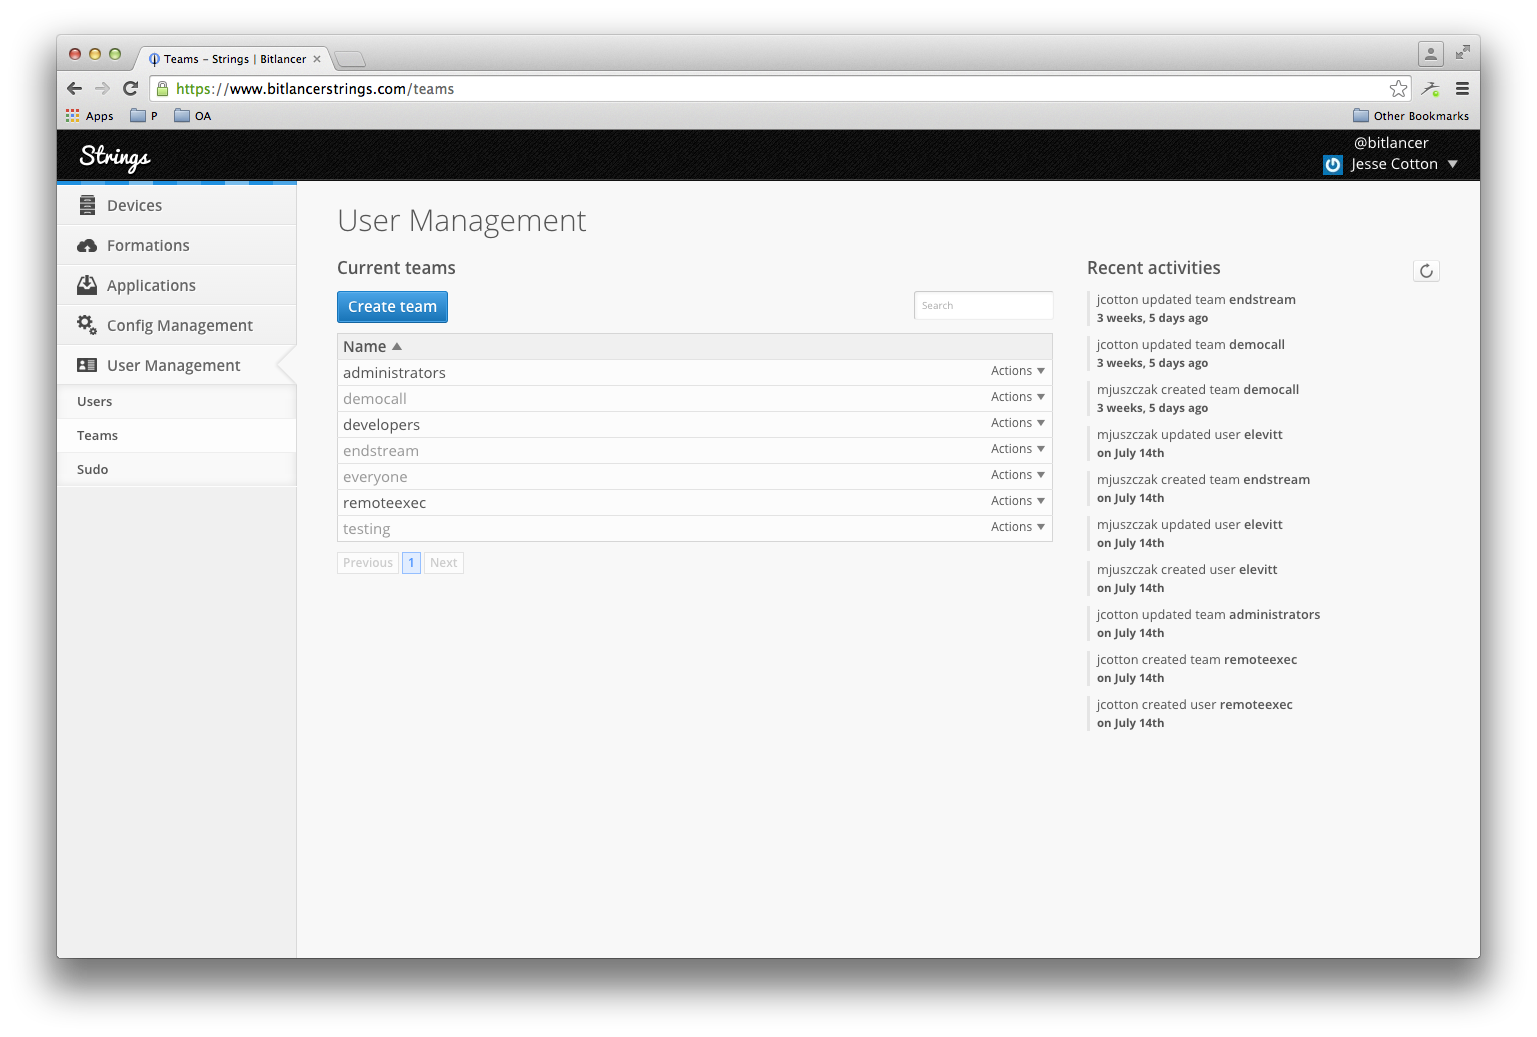 Teams – Strings | Bitlancer
https://www.bitlancerstrings.com/teams
Apps P OA Other Bookmarks
Strings
@bitlancer
Jesse Cotton
Devices
Formations
Applications
Config Management
User Management
Users
Teams
Sudo
User Management
Current teams
Create team
Search
Name
administrators Actions
democall Actions
developers Actions
endstream Actions
everyone Actions
remoteexec Actions
testing Actions
Previous 1 Next
Recent activities
jcotton updated team endstream
3 weeks, 5 days ago
jcotton updated team democall
3 weeks, 5 days ago
mjuszczak created team democall
3 weeks, 5 days ago
mjuszczak updated user elevitt
on July 14th
mjuszczak created team endstream
on July 14th
mjuszczak updated user elevitt
on July 14th
mjuszczak created user elevitt
on July 14th
jcotton updated team administrators
on July 14th
jcotton created team remoteexec
on July 14th
jcotton created user remoteexec
on July 14th